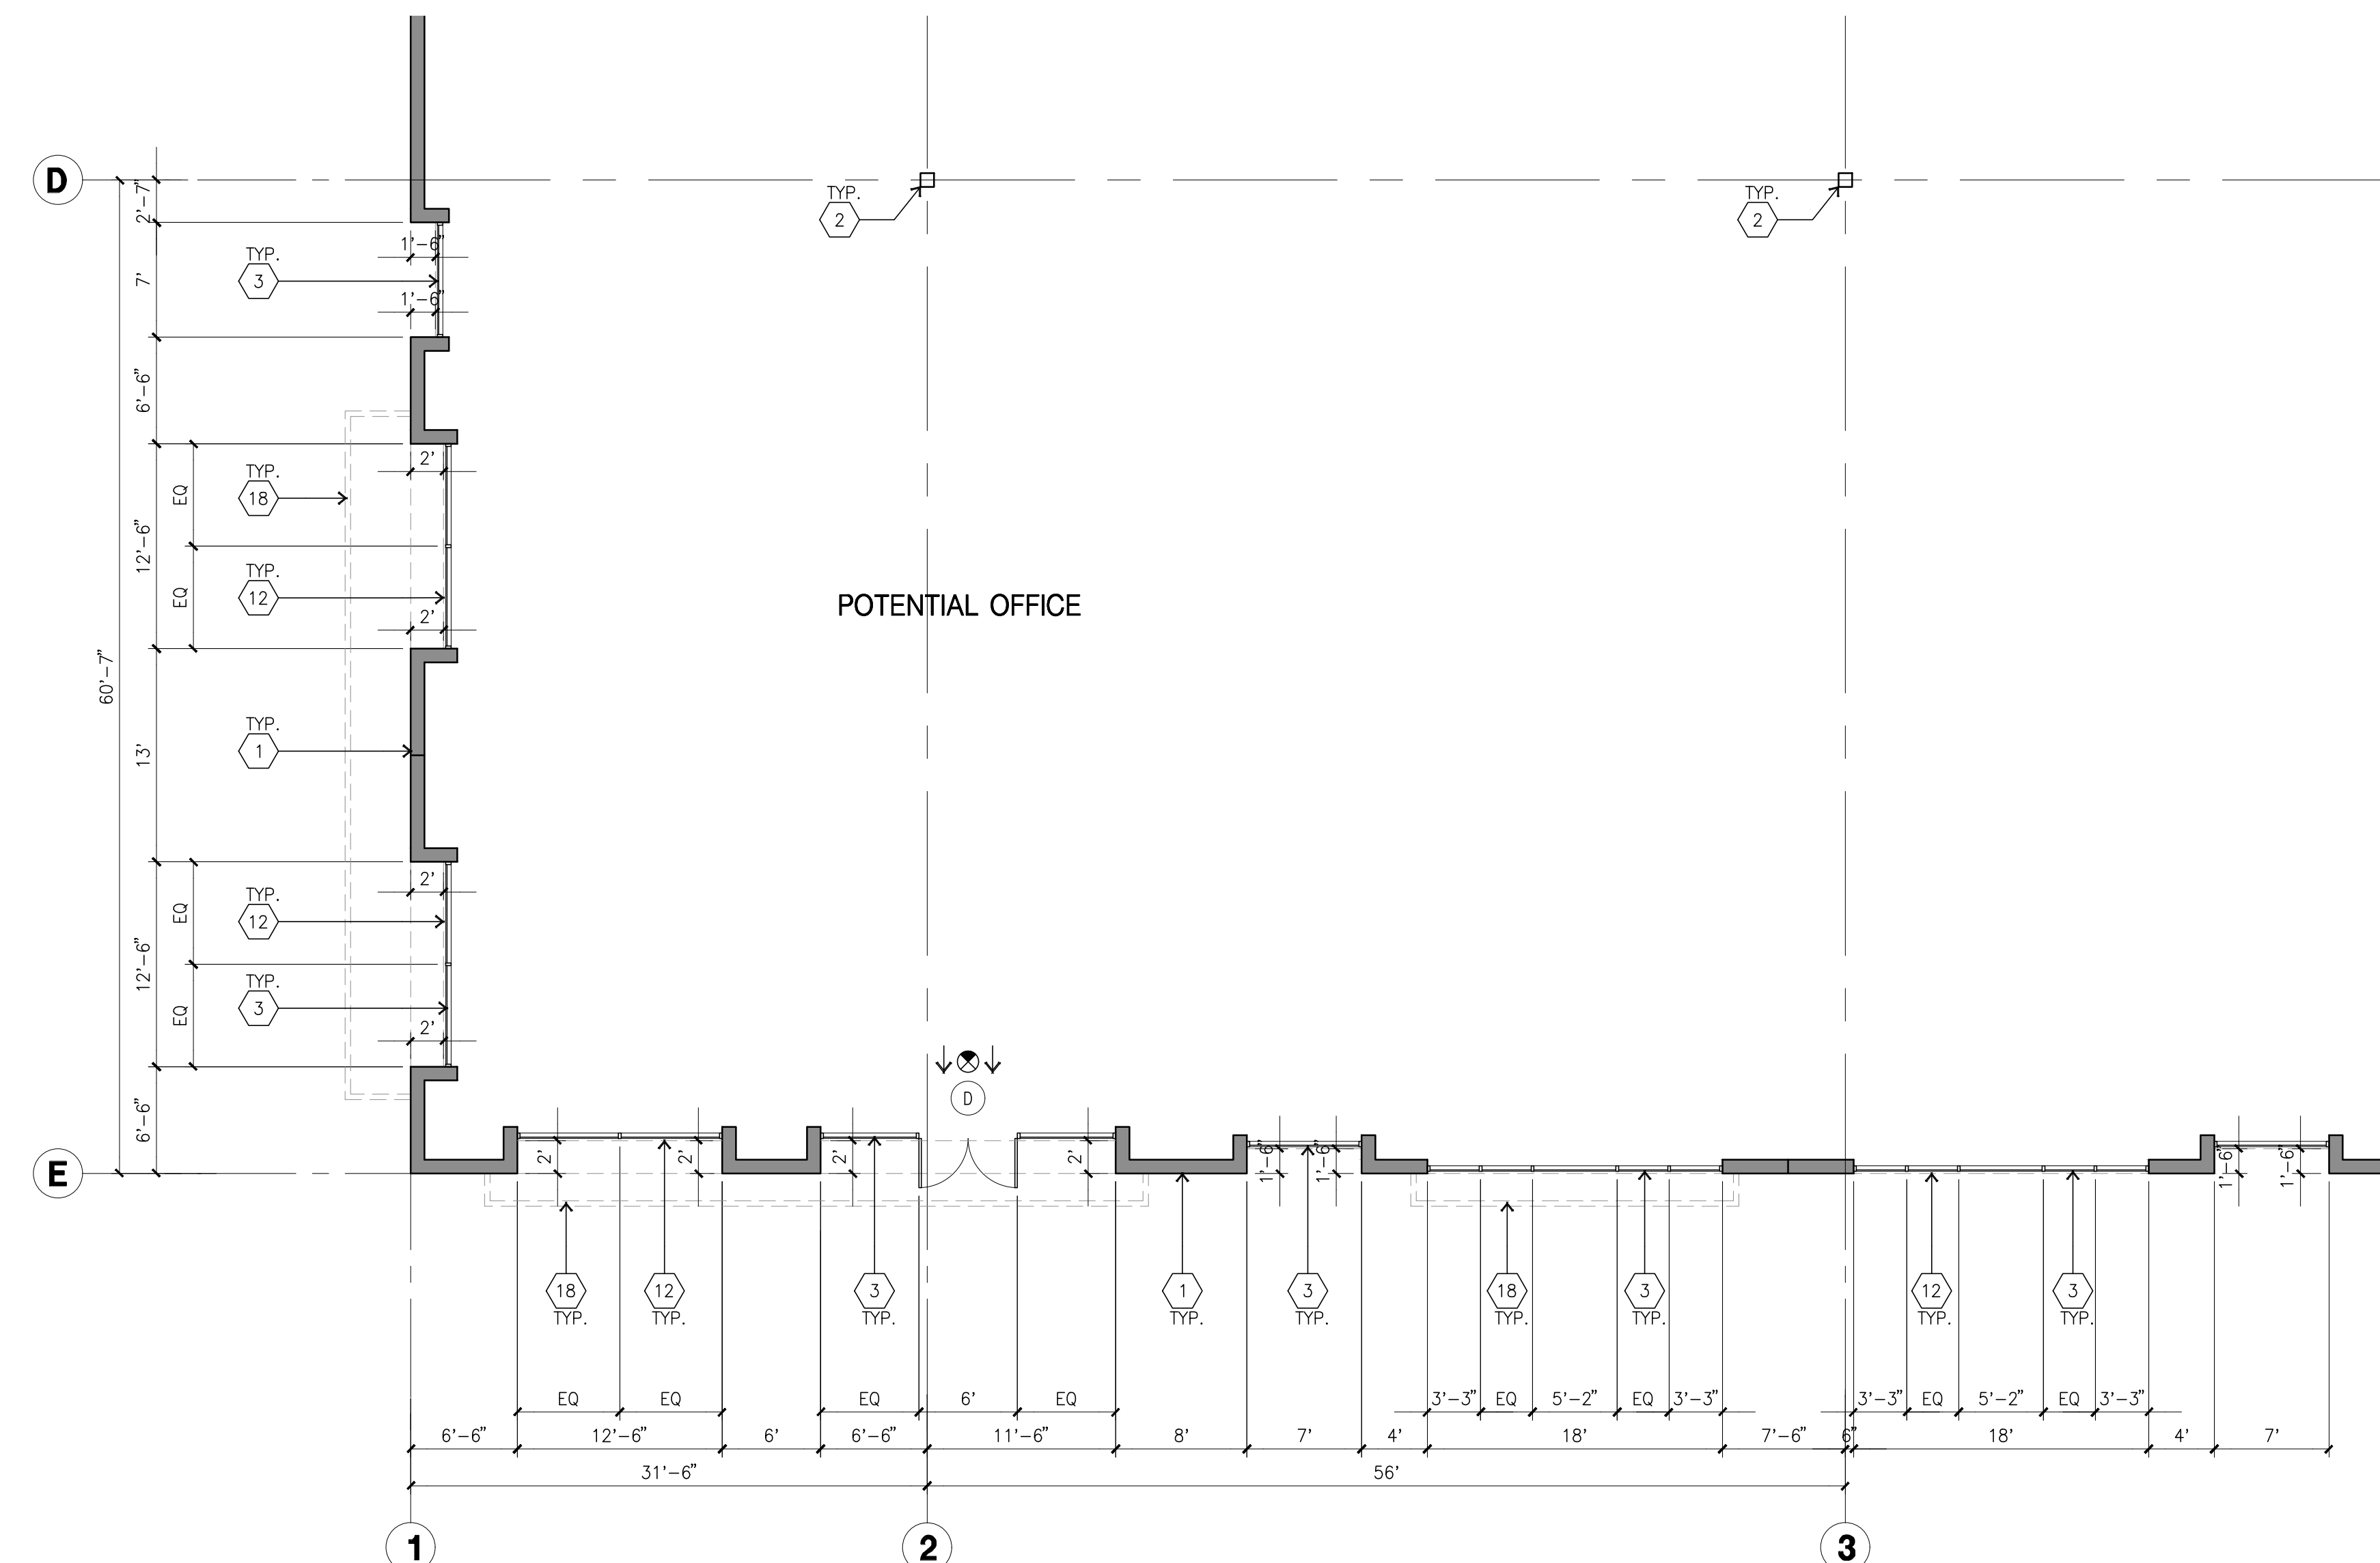 D
2'-7"
TYP.
2
TYP.
2
TYP.
3
1'-6"
7'
1'-6"
6'-6"
2'
TYP.
18
EQ
12'-6"
TYP.
12
EQ
2'
POTENTIAL OFFICE
60'-7"
TYP.
1
13'
2'
TYP.
12
EQ
12'-6"
TYP.
3
EQ
2'
6'-6"
D
E
2'
2'
2'
2'
1'-6"
1'-6"
1'-6"
1'-6"
18
12
3
1
3
18
3
12
3
TYP.
TYP.
TYP.
TYP.
TYP.
TYP.
TYP.
TYP.
TYP.
EQ
EQ
EQ
6'
EQ
3'-3"
EQ
5'-2"
EQ
3'-3"
3'-3"
EQ
5'-2"
EQ
3'-3"
6'-6"
12'-6"
6'
6'-6"
11'-6"
8'
7'
4'
18'
7'-6"
6"
18'
4'
7'
31'-6"
56'
1
2
3